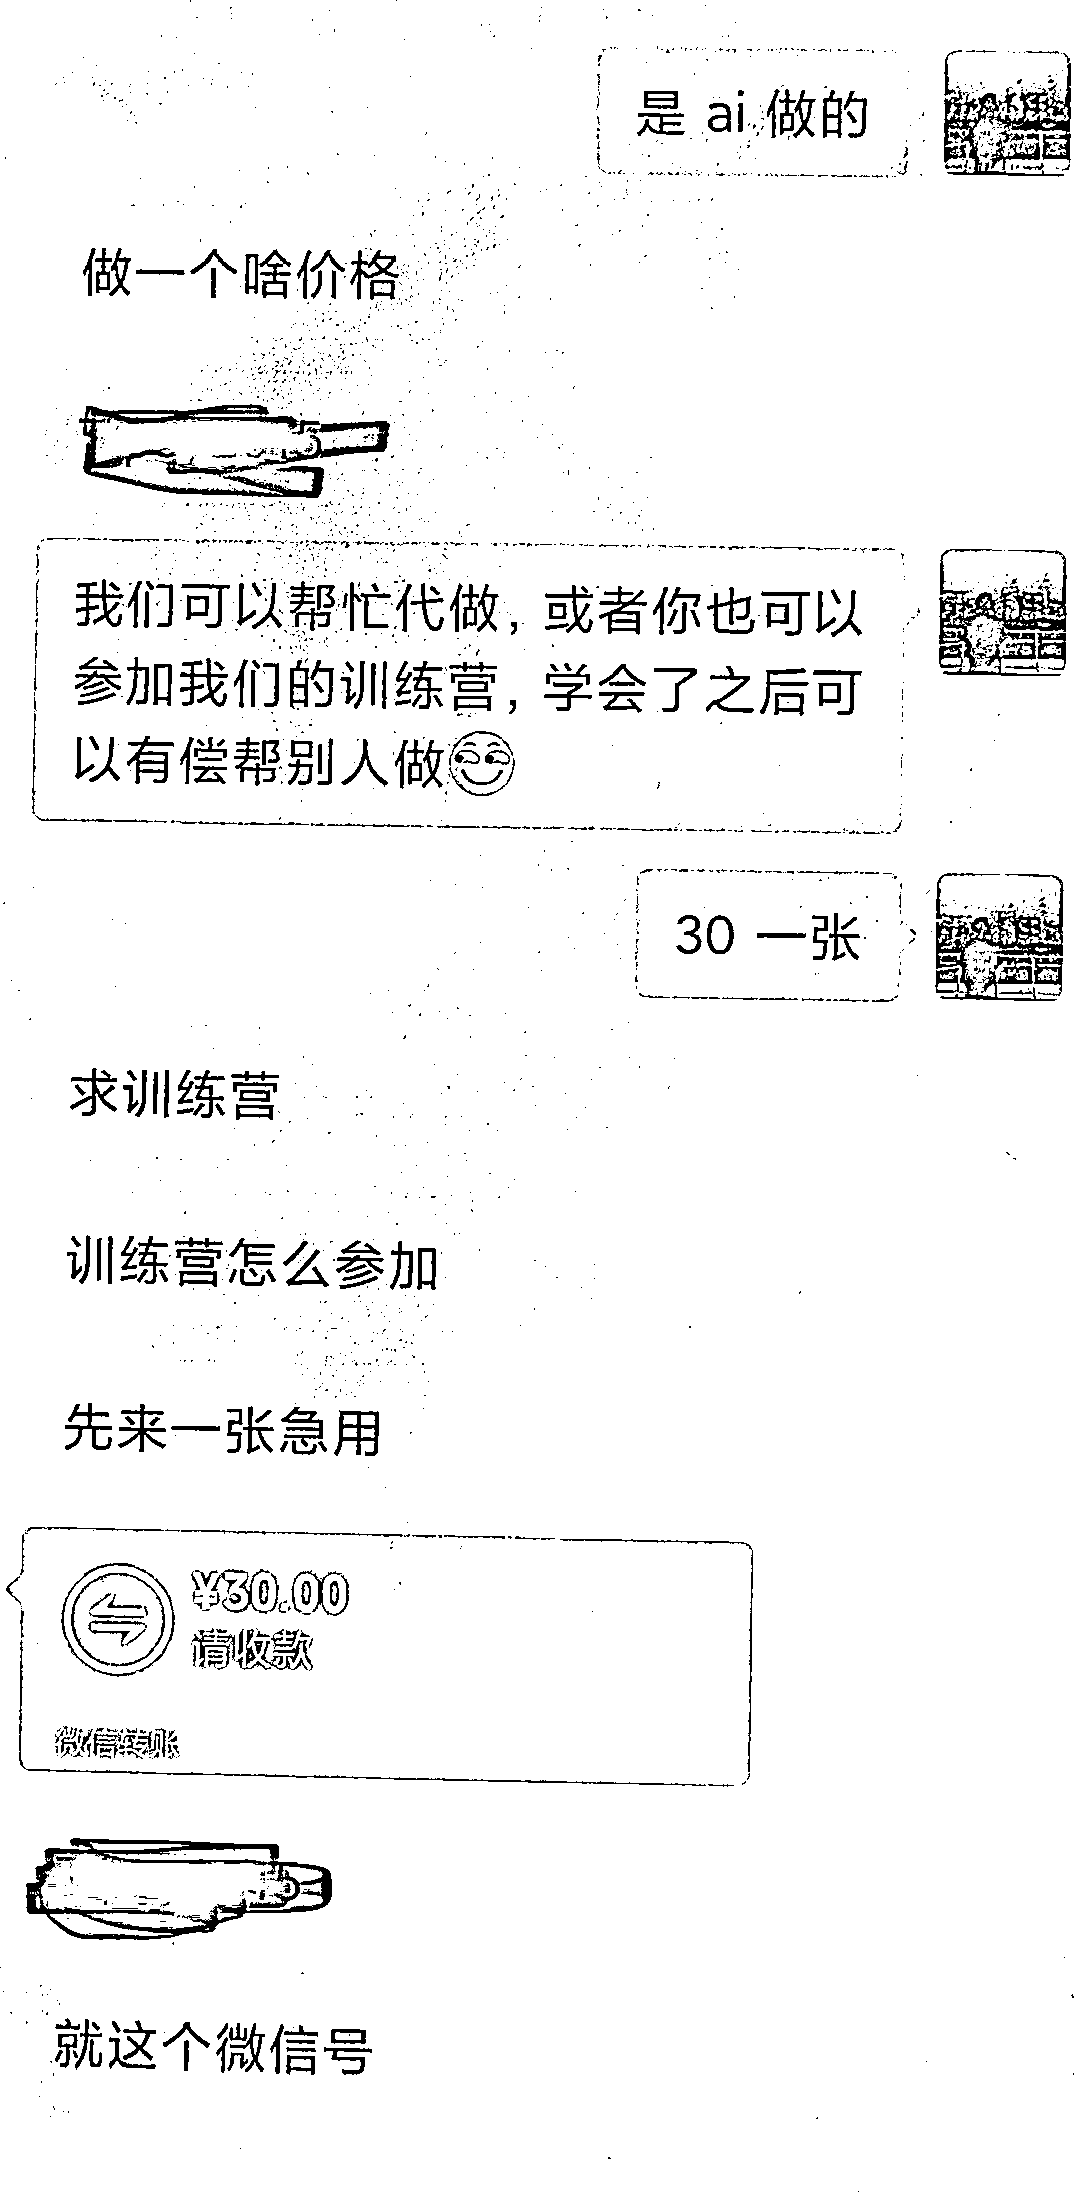 是 ai 做的
做一个啥价格
我们可以帮忙代做，或者你也可以
参加我们的训练营，学会了之后可
以有偿帮别人做
30 一张
求训练营
训练营怎么参加
先来一张急用
¥30.00
请收款
微信转账
就这个微信号